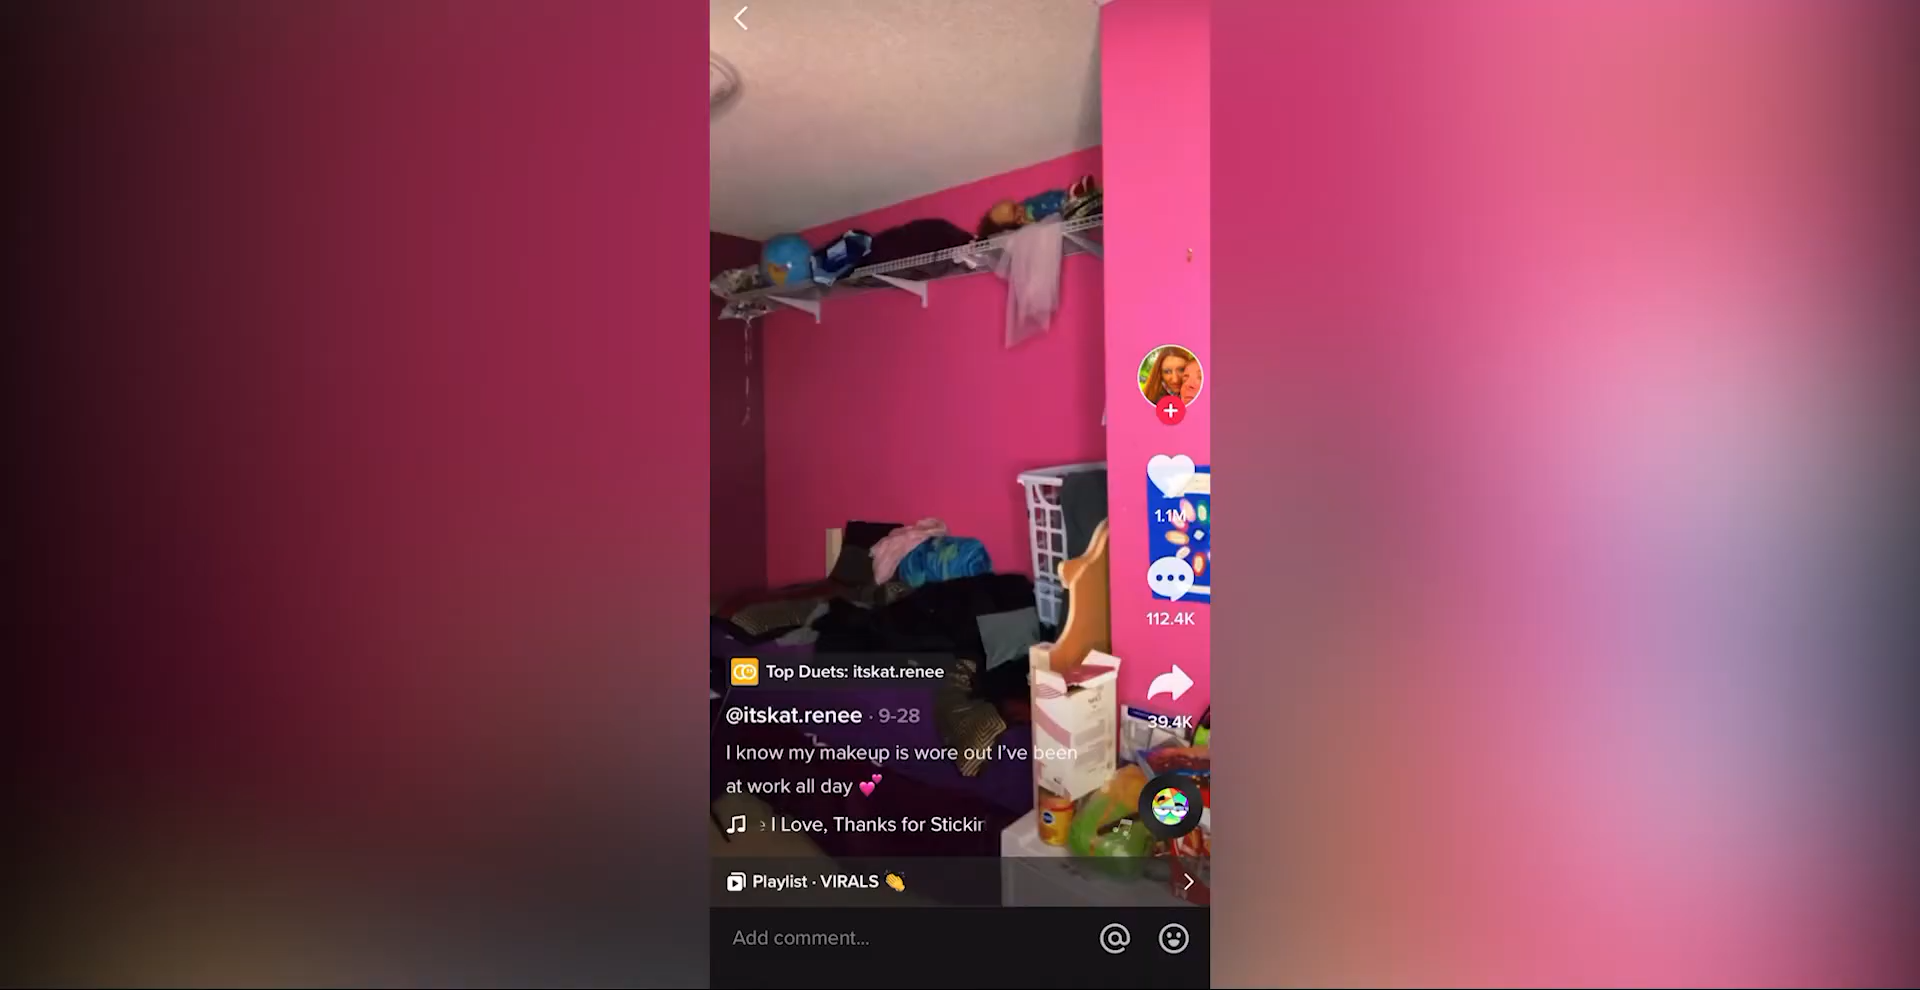 1.1M
112.4K
Top Duets: itskat.renee
39.4K
@itskat.renee · 9-28
I know my makeup is wore out I've been
at work all day 💕
I Love, Thanks for Stickin
Playlist · VIRALS 👏
Add comment...